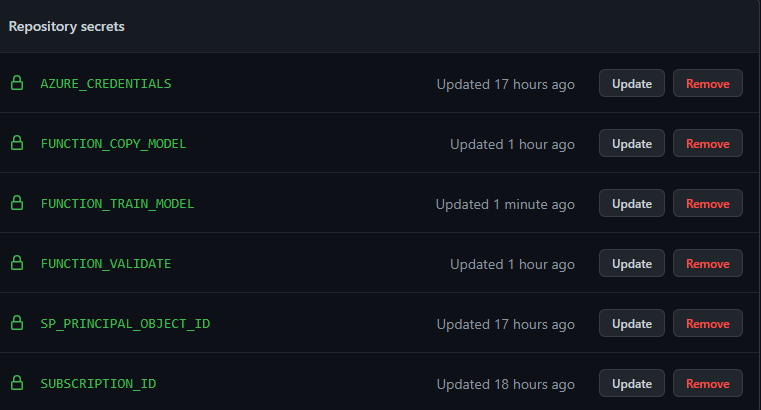 Repository secrets
AZURE_CREDENTIALS Updated 17 hours ago Update Remove
FUNCTION_COPY_MODEL Updated 1 hour ago Update Remove
FUNCTION_TRAIN_MODEL Updated 1 minute ago Update Remove
FUNCTION_VALIDATE Updated 1 hour ago Update Remove
SP_PRINCIPAL_OBJECT_ID Updated 17 hours ago Update Remove
SUBSCRIPTION_ID Updated 18 hours ago Update Remove